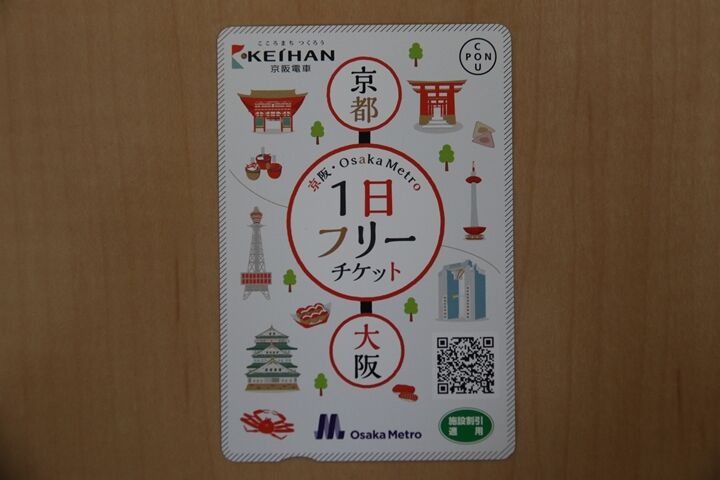 こころまち つくろう
KEIHAN
京阪電車
COUPON
京都
京阪・Osaka Metro
1日
フリー
チケット
大阪
Osaka Metro
施設割引
適用